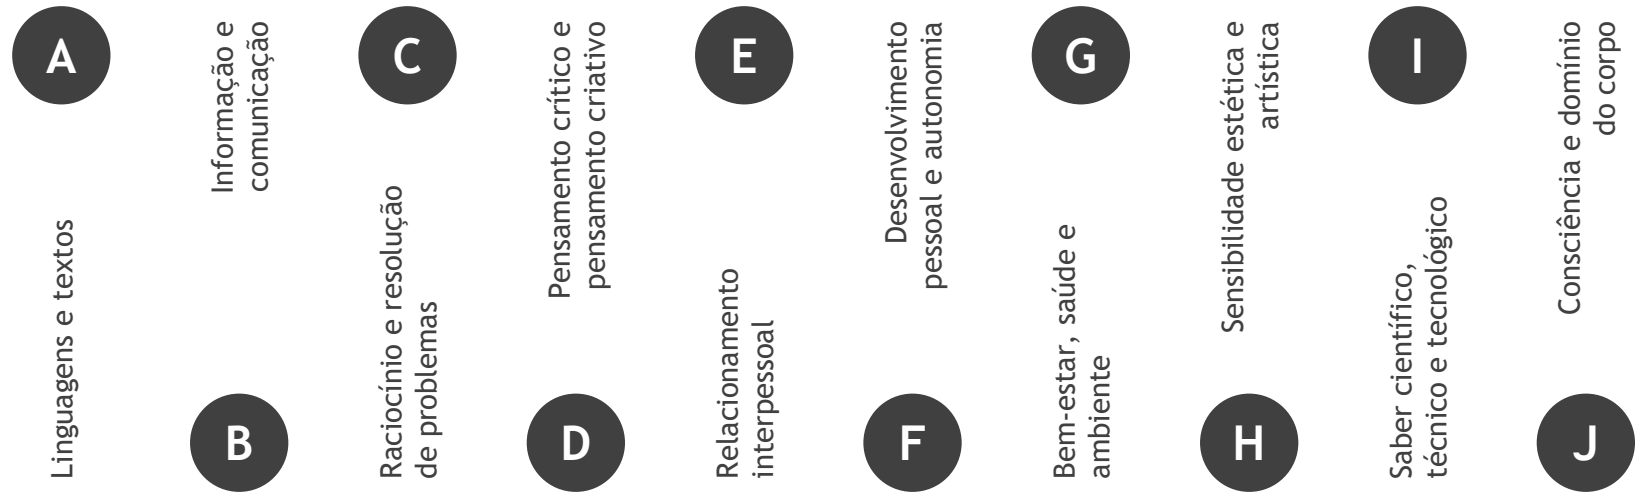 A
Linguagens e textos
Informação e
comunicação
B
C
Raciocínio e resolução
de problemas
Pensamento crítico e
pensamento criativo
D
E
Relacionamento
interpessoal
Desenvolvimento
pessoal e autonomia
F
G
Bem-estar, saúde e
ambiente
Sensibilidade estética e
artística
H
I
Saber científico,
técnico e tecnológico
Consciência e domínio
do corpo
J